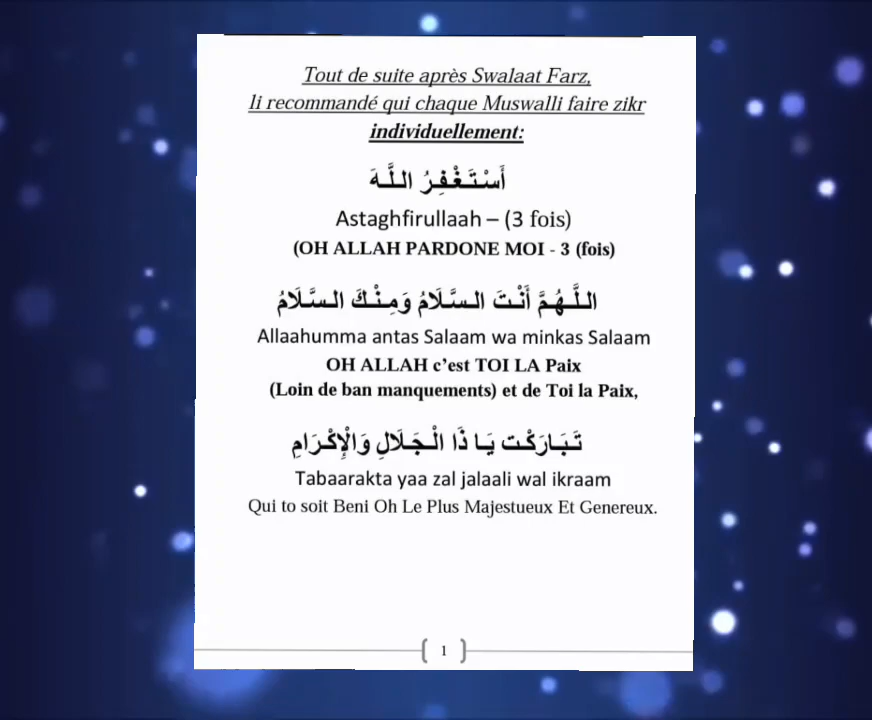 Tout de suite après Swalaat Farz,
li recommandé qui chaque Muswalli faire zikr
individuellement:
أَسْتَغْفِرُ اللَّهَ
Astaghfirullaah – (3 fois)
(OH ALLAH PARDONE MOI - 3 (fois)
اللَّهُمَّ أَنْتَ السَّلَامُ وَمِنْكَ السَّلَامُ
Allaahumma antas Salaam wa minkas Salaam
OH ALLAH c'est TOI LA Paix
(Loin de ban manquements) et de Toi la Paix,
تَبَارَكْت يَا ذَا الْجَلَالِ وَالْإِكْرَامِ
Tabaarakta yaa zal jalaali wal ikraam
Qui to soit Beni Oh Le Plus Majestueux Et Genereux.
1